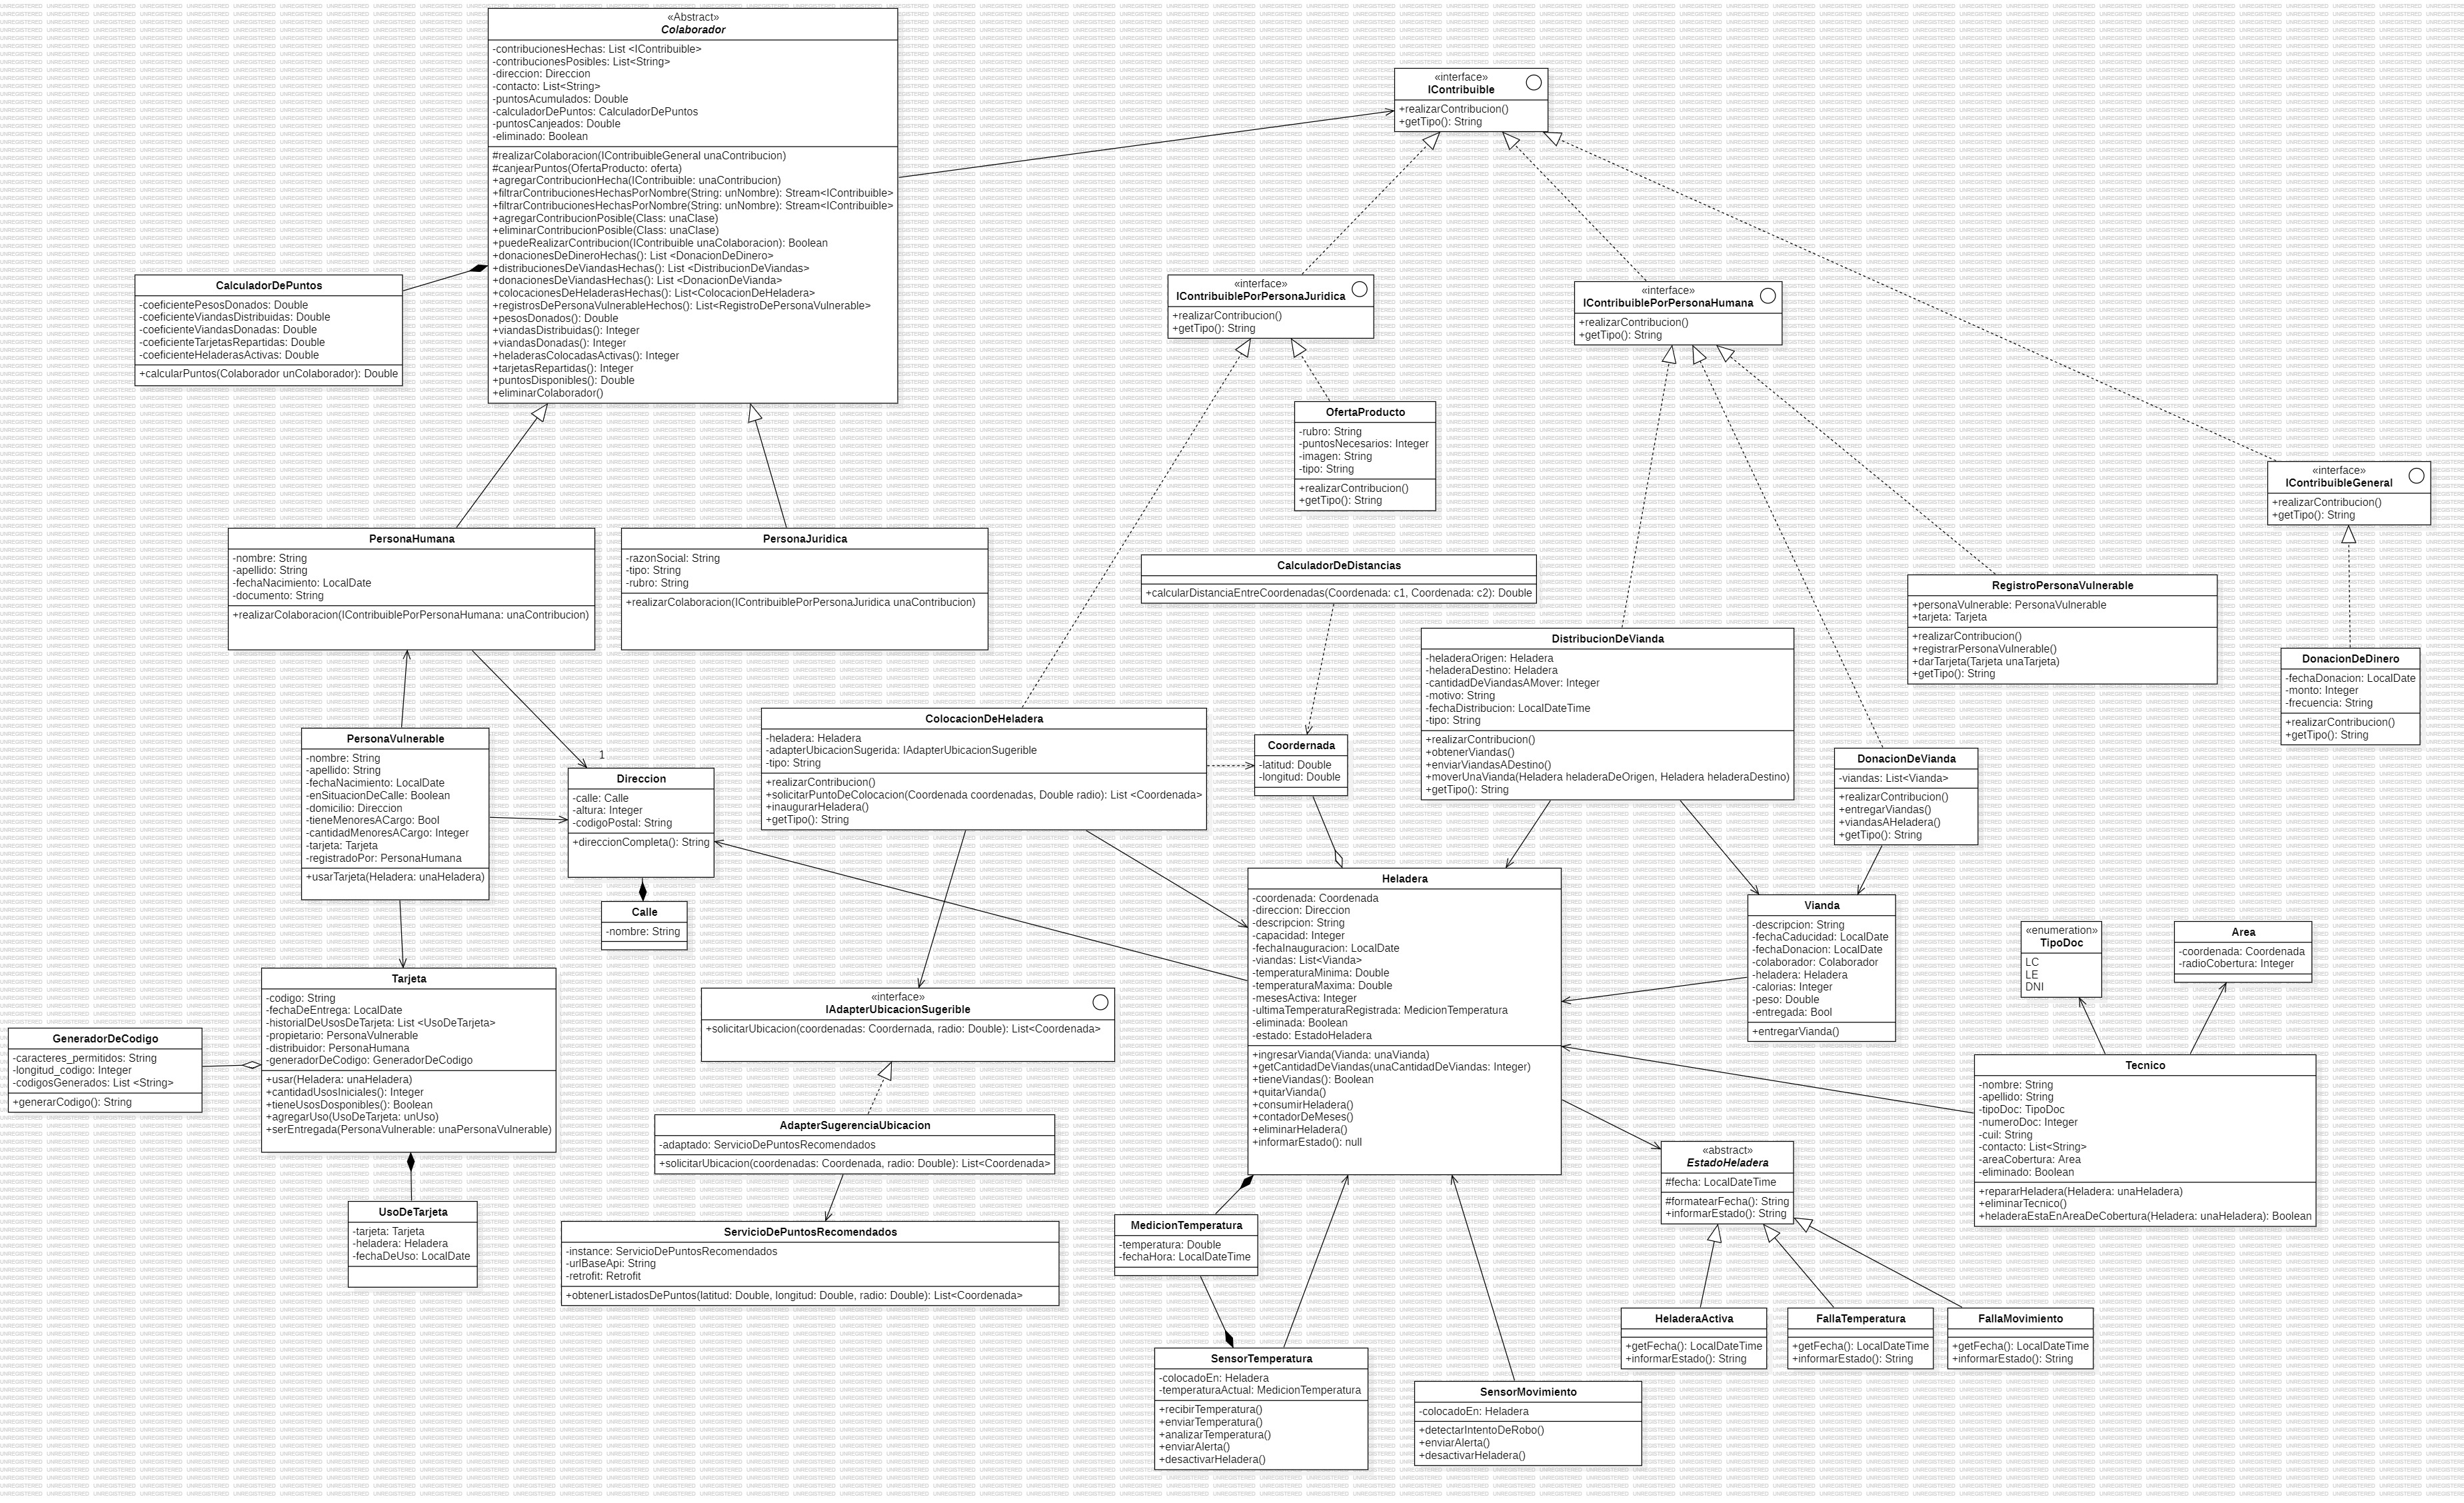 «Abstract»
Colaborador
-contribucionesHechas: List <IContribuible>
-contribucionesPosibles: List<String>
-direccion: Direccion
-contacto: List<String>
-puntosAcumulados: Double
-calculadorDePuntos: CalculadorDePuntos
-puntosCanjeados: Double
-eliminado: Boolean
#realizarColaboracion(IContribuibleGeneral unaContribucion)
#canjearPuntos(OfertaProducto: oferta)
+agregarContribucionHecha(IContribuible: unaContribucion)
+filtrarContribucionesHechasPorNombre(String: unNombre): Stream<IContribuible>
+filtrarContribucionesHechasPorNombre(String: unNombre): Stream<IContribuible>
+agregarContribucionPosible(Class: unaClase)
+eliminarContribucionPosible(Class: unaClase)
+puedeRealizarContribucion(IContribuible unaColaboracion): Boolean
+donacionesDeDineroHechas(): List <DonacionDeDinero>
+distribucionesDeViandasHechas(): List <DistribucionDeViandas>
+donacionesDeViandasHechas(): List <DonacionDeVianda>
+colocacionesDeHeladerasHechas(): List<ColocacionDeHeladera>
+registrosDePersonaVulnerableHechos(): List<RegistroDePersonaVulnerable>
+pesosDonados(): Double
+viandasDistribuidas(): Integer
+viandasDonadas(): Integer
+heladerasColocadasActivas(): Integer
+tarjetasRepartidas(): Integer
+puntosDisponibles(): Double
+eliminarColaborador()
«interface»
IContribuible
+realizarContribucion()
+getTipo(): String
CalculadorDePuntos
-coeficientePesosDonados: Double
-coeficienteViandasDistribuidas: Double
-coeficienteViandasDonadas: Double
-coeficienteTarjetasRepartidas: Double
-coeficienteHeladerasActivas: Double
+calcularPuntos(Colaborador unColaborador): Double
«interface»
IContribuiblePorPersonaJuridica
+realizarContribucion()
+getTipo(): String
«interface»
IContribuiblePorPersonaHumana
+realizarContribucion()
+getTipo(): String
OfertaProducto
-rubro: String
-puntosNecesarios: Integer
-imagen: String
-tipo: String
+realizarContribucion()
+getTipo(): String
«interface»
IContribuibleGeneral
+realizarContribucion()
+getTipo(): String
PersonaHumana
-nombre: String
-apellido: String
-fechaNacimiento: LocalDate
-documento: String
+realizarColaboracion(IContribuiblePorPersonaHumana: unaContribucion)
PersonaJuridica
-razonSocial: String
-tipo: String
-rubro: String
+realizarColaboracion(IContribuiblePorPersonaJuridica unaContribucion)
CalculadorDeDistancias
+calcularDistanciaEntreCoordenadas(Coordenada: c1, Coordenada: c2): Double
RegistroPersonaVulnerable
+personaVulnerable: PersonaVulnerable
+tarjeta: Tarjeta
+realizarContribucion()
+registrarPersonaVulnerable()
+darTarjeta(Tarjeta unaTarjeta)
+getTipo(): String
DistribucionDeVianda
-heladeraOrigen: Heladera
-heladeraDestino: Heladera
-cantidadDeViandasAMover: Integer
-motivo: String
-fechaDistribucion: LocalDateTime
-tipo: String
+realizarContribucion()
+obtenerViandas()
+enviarViandasADestino()
+moverUnaVianda(Heladera heladeraDeOrigen, Heladera heladeraDestino)
+getTipo(): String
DonacionDeDinero
-fechaDonacion: LocalDate
-monto: Integer
-frecuencia: String
+realizarContribucion()
+getTipo(): String
PersonaVulnerable
-nombre: String
-apellido: String
-fechaNacimiento: LocalDate
-enSituacionDeCalle: Boolean
-domicilio: Direccion
-tieneMenoresACargo: Bool
-cantidadMenoresACargo: Integer
-tarjeta: Tarjeta
-registradoPor: PersonaHumana
+usarTarjeta(Heladera: unaHeladera)
1
Direccion
-calle: Calle
-altura: Integer
-codigoPostal: String
+direccionCompleta(): String
ColocacionDeHeladera
-heladera: Heladera
-adapterUbicacionSugerida: IAdapterUbicacionSugerible
-tipo: String
+realizarContribucion()
+solicitarPuntoDeColocacion(Coordenada coordenadas, Double radio): List <Coordenada>
+inaugurarHeladera()
+getTipo(): String
Coordernada
-latitud: Double
-longitud: Double
DonacionDeVianda
-viandas: List<Vianda>
+realizarContribucion()
+entregarViandas()
+viandasAHeladera()
+getTipo(): String
Calle
-nombre: String
Heladera
-coordenada: Coordenada
-direccion: Direccion
-descripcion: String
-capacidad: Integer
-fechaInauguracion: LocalDate
-viandas: List<Vianda>
-temperaturaMinima: Double
-temperaturaMaxima: Double
-mesesActiva: Integer
-ultimaTemperaturaRegistrada: MedicionTemperatura
-eliminada: Boolean
-estado: EstadoHeladera
+ingresarVianda(Vianda: unaVianda)
+getCantidadDeViandas(unaCantidadDeViandas: Integer)
+tieneViandas(): Boolean
+quitarVianda()
+consumirHeladera()
+contadorDeMeses()
+eliminarHeladera()
+informarEstado(): null
Vianda
-descripcion: String
-fechaCaducidad: LocalDate
-fechaDonacion: LocalDate
-colaborador: Colaborador
-heladera: Heladera
-calorias: Integer
-peso: Double
-entregada: Bool
+entregarVianda()
«enumeration»
TipoDoc
LC
LE
DNI
Area
-coordenada: Coordenada
-radioCobertura: Integer
Tarjeta
-codigo: String
-fechaDeEntrega: LocalDate
-historialDeUsosDeTarjeta: List <UsoDeTarjeta>
-propietario: PersonaVulnerable
-distribuidor: PersonaHumana
-generadorDeCodigo: GeneradorDeCodigo
+usar(Heladera: unaHeladera)
+cantidadUsosIniciales(): Integer
+tieneUsosDosponibles(): Boolean
+agregarUso(UsoDeTarjeta: unUso)
+serEntregada(PersonaVulnerable: unaPersonaVulnerable)
GeneradorDeCodigo
-caracteres_permitidos: String
-longitud_codigo: Integer
-codigosGenerados: List <String>
+generarCodigo(): String
«interface»
IAdapterUbicacionSugerible
+solicitarUbicacion(coordenadas: Coordernada, radio: Double): List<Coordenada>
Tecnico
-nombre: String
-apellido: String
-tipoDoc: TipoDoc
-numeroDoc: Integer
-cuil: String
-contacto: List<String>
-areaCobertura: Area
-eliminado: Boolean
+repararHeladera(Heladera: unaHeladera)
+eliminarTecnico()
+heladeraEstaEnAreaDeCobertura(Heladera: unaHeladera): Boolean
AdapterSugerenciaUbicacion
-adaptado: ServicioDePuntosRecomendados
+solicitarUbicacion(coordenadas: Coordenada, radio: Double): List<Coordenada>
«abstract»
EstadoHeladera
#fecha: LocalDateTime
#formatearFecha(): String
+informarEstado(): String
UsoDeTarjeta
-tarjeta: Tarjeta
-heladera: Heladera
-fechaDeUso: LocalDate
ServicioDePuntosRecomendados
-instance: ServicioDePuntosRecomendados
-urlBaseApi: String
-retrofit: Retrofit
+obtenerListadosDePuntos(latitud: Double, longitud: Double, radio: Double): List<Coordenada>
MedicionTemperatura
-temperatura: Double
-fechaHora: LocalDateTime
HeladeraActiva
+getFecha(): LocalDateTime
+informarEstado(): String
FallaTemperatura
+getFecha(): LocalDateTime
+informarEstado(): String
FallaMovimiento
+getFecha(): LocalDateTime
+informarEstado(): String
SensorTemperatura
-colocadoEn: Heladera
-temperaturaActual: MedicionTemperatura
+recibirTemperatura()
+enviarTemperatura()
+analizarTemperatura()
+enviarAlerta()
+desactivarHeladera()
SensorMovimiento
-colocadoEn: Heladera
+detectarIntentoDeRobo()
+enviarAlerta()
+desactivarHeladera()